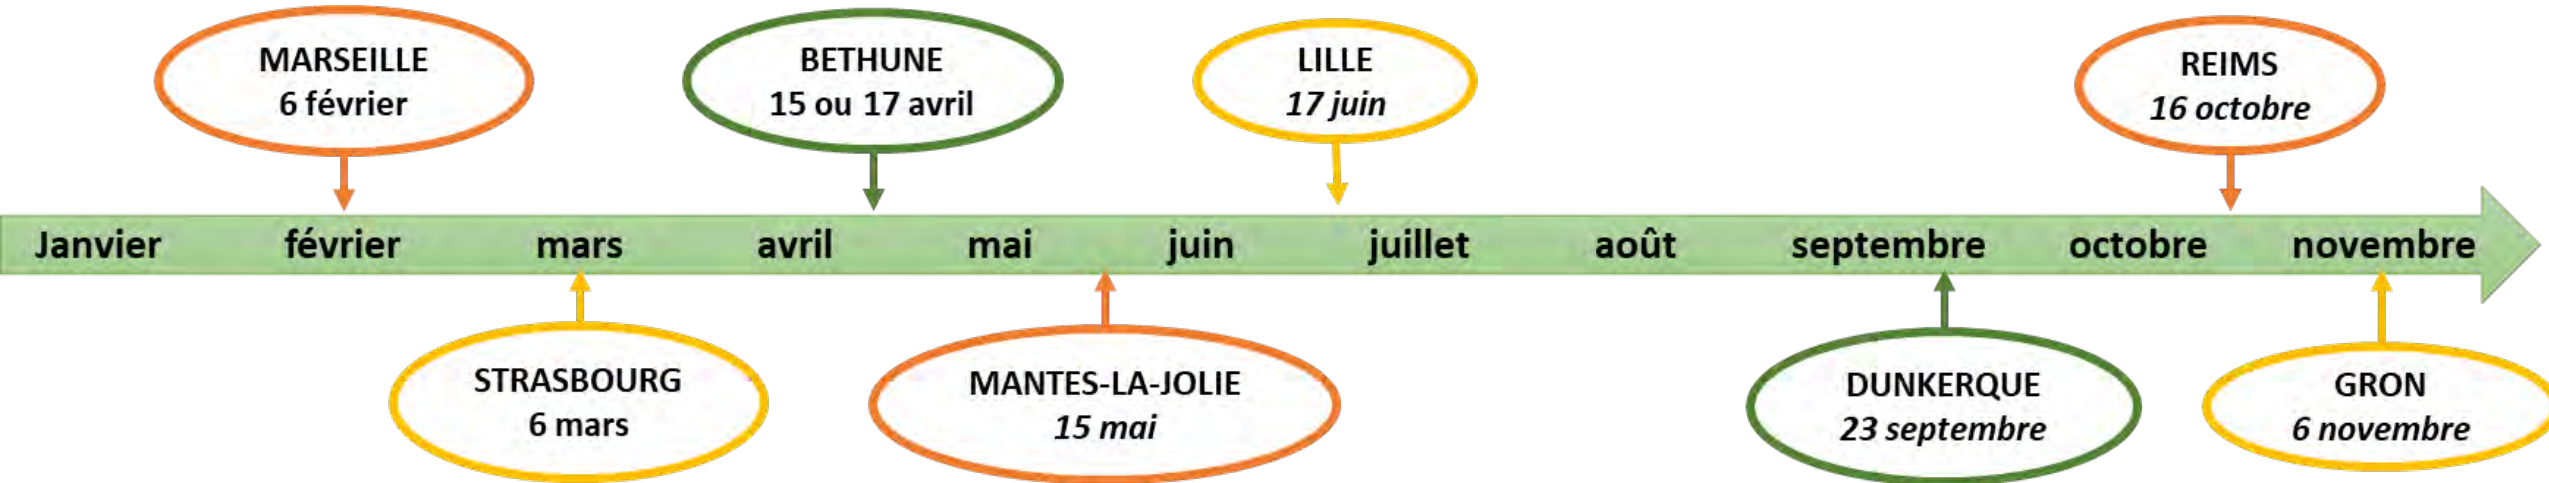 MARSEILLE
6 février
BETHUNE
15 ou 17 avril
LILLE
17 juin
REIMS
16 octobre
Janvier février mars avril mai juin juillet août septembre octobre novembre
STRASBOURG
6 mars
MANTES-LA-JOLIE
15 mai
DUNKERQUE
23 septembre
GRON
6 novembre